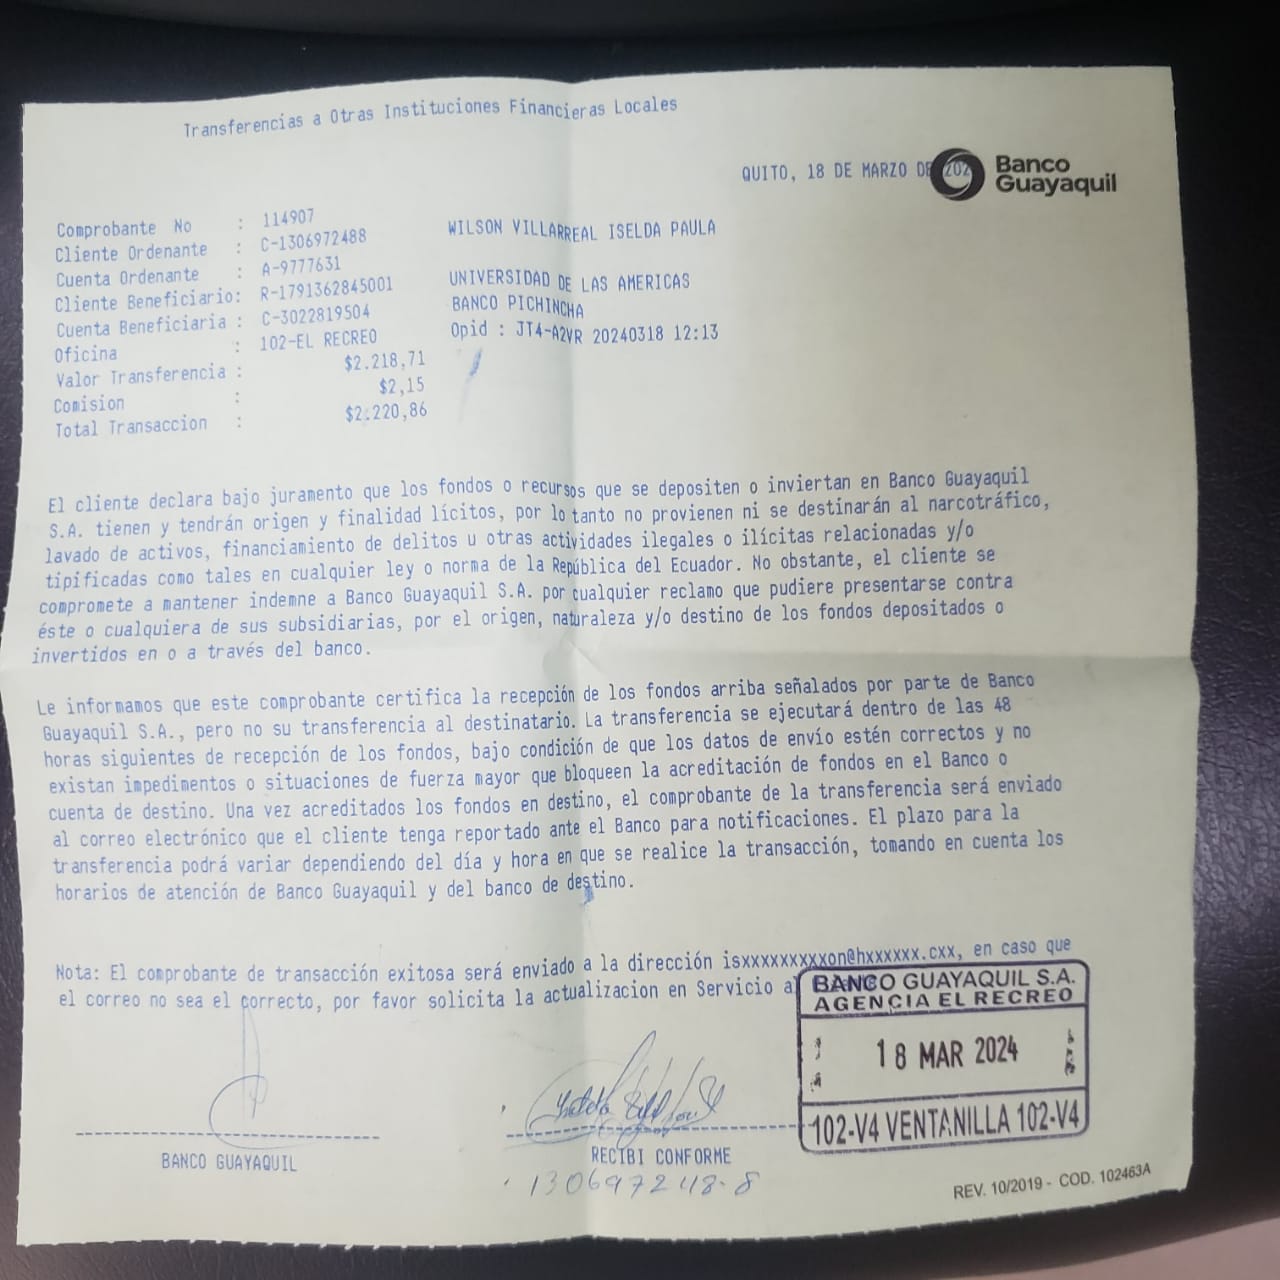 Transferencias a Otras Instituciones Financieras Locales
QUITO, 18 DE MARZO DE 202
Banco
Guayaquil
Comprobante No : 114907
Cliente Ordenante : C-1306972488 WILSON VILLARREAL ISELDA PAULA
Cuenta Ordenante : A-9777631
Cliente Beneficiario: R-1791362845001 UNIVERSIDAD DE LAS AMERICAS
Cuenta Beneficiaria : C-3022819504 BANCO PICHINCHA
Oficina : 102-EL RECREO Opid : JT4-A2VR 20240318 12:13
Valor Transferencia : $2.218,71
Comision : $2,15
Total Transaccion : $2.220,86
El cliente declara bajo juramento que los fondos o recursos que se depositen o inviertan en Banco Guayaquil
S.A. tienen y tendrán origen y finalidad lícitos, por lo tanto no provienen ni se destinarán al narcotráfico,
lavado de activos, financiamiento de delitos u otras actividades ilegales o ilícitas relacionadas y/o
tipificadas como tales en cualquier ley o norma de la República del Ecuador. No obstante, el cliente se
compromete a mantener indemne a Banco Guayaquil S.A. por cualquier reclamo que pudiere presentarse contra
éste o cualquiera de sus subsidiarias, por el origen, naturaleza y/o destino de los fondos depositados o
invertidos en o a través del banco.
Le informamos que este comprobante certifica la recepción de los fondos arriba señalados por parte de Banco
Guayaquil S.A., pero no su transferencia al destinatario. La transferencia se ejecutará dentro de las 48
horas siguientes de recepción de los fondos, bajo condición de que los datos de envío estén correctos y no
existan impedimentos o situaciones de fuerza mayor que bloqueen la acreditación de fondos en el Banco o
cuenta de destino. Una vez acreditados los fondos en destino, el comprobante de la transferencia será enviado
al correo electrónico que el cliente tenga reportado ante el Banco para notificaciones. El plazo para la
transferencia podrá variar dependiendo del día y hora en que se realice la transacción, tomando en cuenta los
horarios de atención de Banco Guayaquil y del banco de destino.
Nota: El comprobante de transacción exitosa será enviado a la dirección isxxxxxxxxxon@hxxxxxx.cxx, en caso que
el correo no sea el correcto, por favor solicita la actualizacion en Servicio al
BANCO GUAYAQUIL S.A.
AGENCIA EL RECREO
18 MAR 2024
102-V4 VENTANILLA 102-V4
BANCO GUAYAQUIL
RECIBI CONFORME
130697248-8
REV. 10/2019 - COD. 102463A